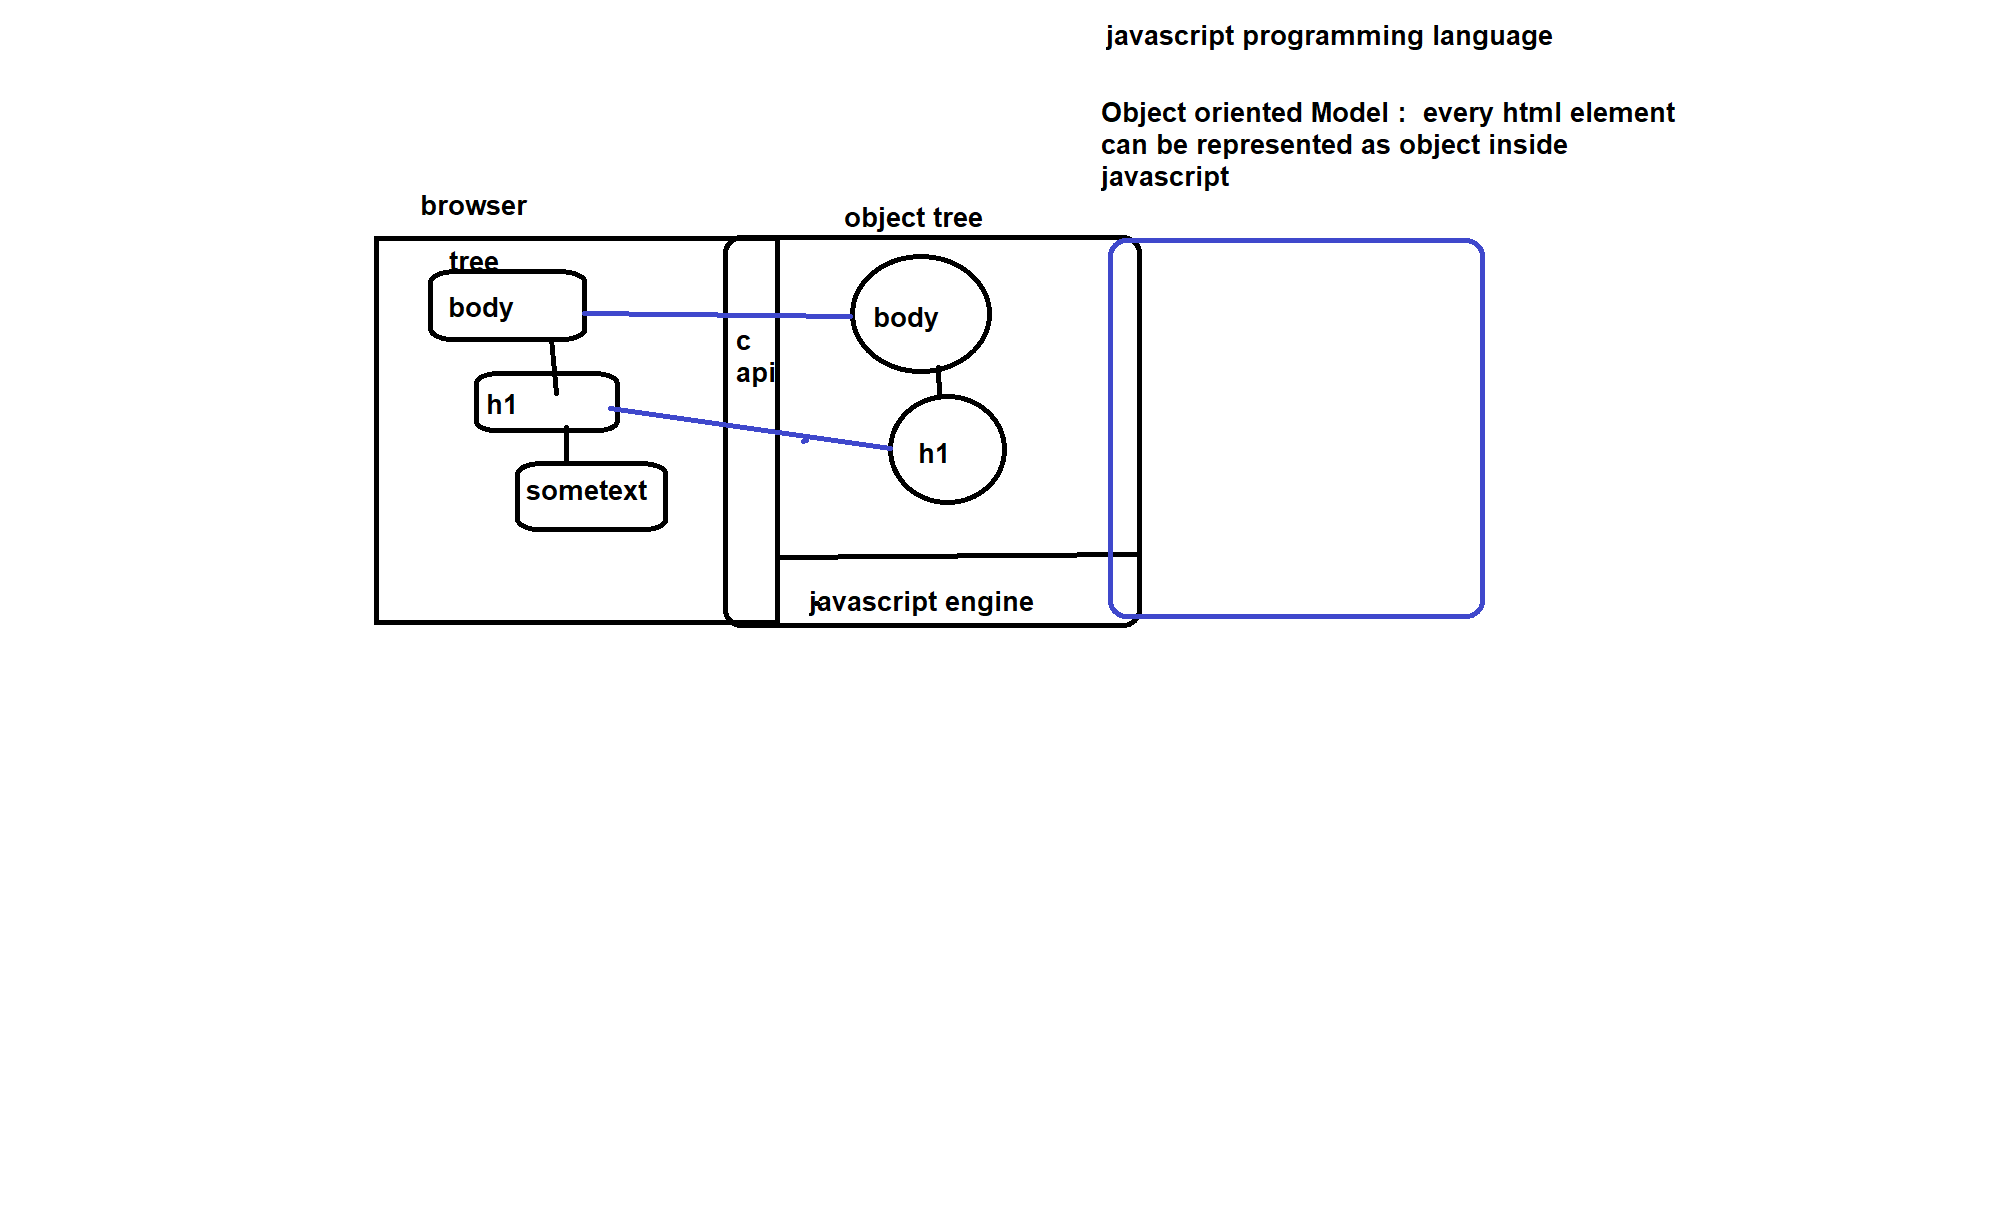 javascript programming language
Object oriented Model :  every html element
can be represented as object inside
javascript
browser
object tree
tree
body
body
c
api
h1
h1
sometext
javascript engine